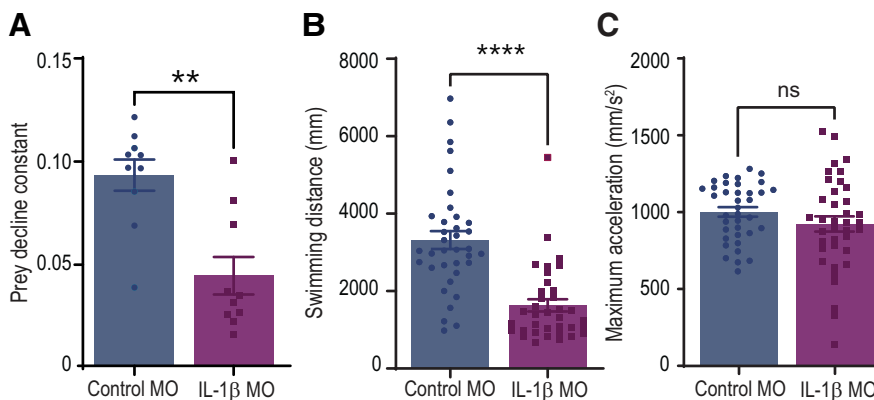 A
Prey decline constant
0.15
0.10
0.05
0
**
Control MO
IL-1β MO
B
Swimming distance (mm)
8000
6000
4000
2000
0
****
Control MO
IL-1β MO
C
Maximum acceleration (mm/s²)
2000
1500
1000
500
0
ns
Control MO
IL-1β MO